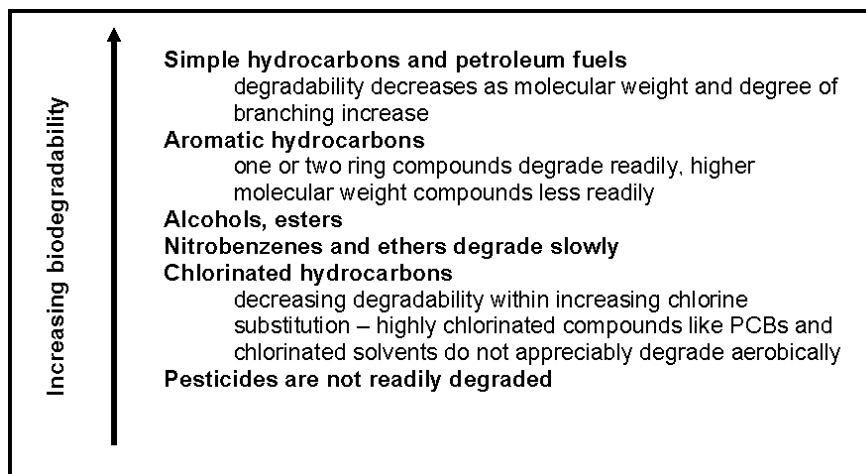 Increasing biodegradability
Simple hydrocarbons and petroleum fuels
degradability decreases as molecular weight and degree of
branching increase
Aromatic hydrocarbons
one or two ring compounds degrade readily, higher
molecular weight compounds less readily
Alcohols, esters
Nitrobenzenes and ethers degrade slowly
Chlorinated hydrocarbons
decreasing degradability within increasing chlorine
substitution – highly chlorinated compounds like PCBs and
chlorinated solvents do not appreciably degrade aerobically
Pesticides are not readily degraded